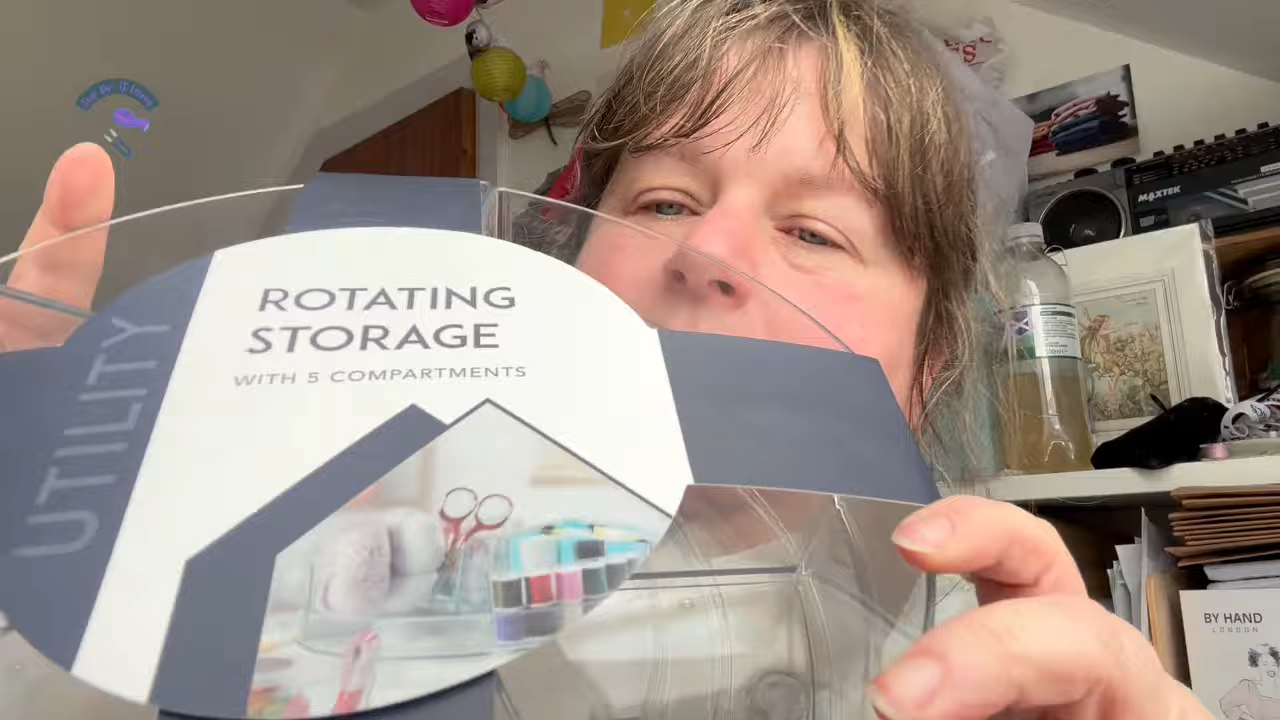 ROTATING
STORAGE
WITH 5 COMPARTMENTS
UTILITY
MAXTEK
BY HAND
LONDON